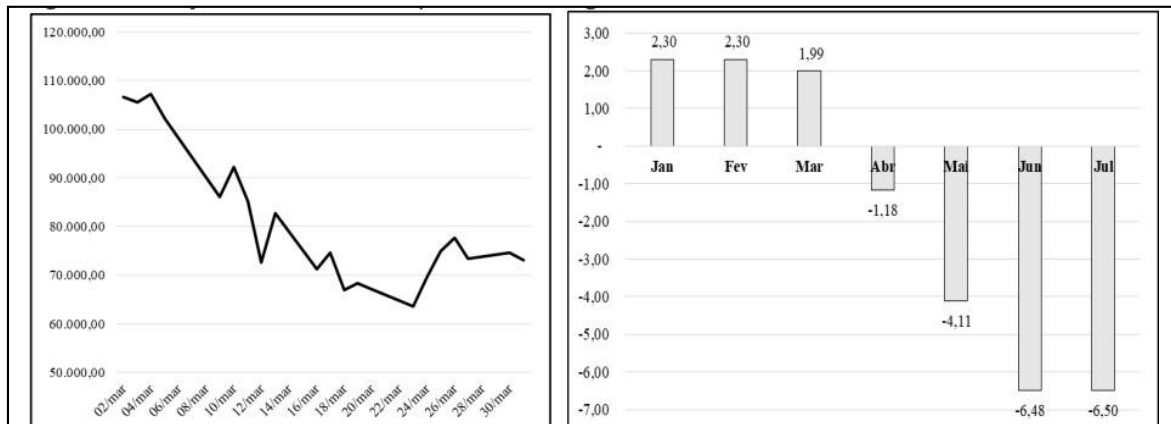 120.000,00
110.000,00
100.000,00
90.000,00
80.000,00
70.000,00
60.000,00
50.000,00
02/mar
04/mar
06/mar
08/mar
10/mar
12/mar
14/mar
16/mar
18/mar
20/mar
22/mar
24/mar
26/mar
28/mar
30/mar
3,00
2,00
1,00
-
-1,00
-2,00
-3,00
-4,00
-5,00
-6,00
-7,00
2,30
2,30
1,99
Jan
Fev
Mar
Abr
Mai
Jun
Jul
-1,18
-4,11
-6,48
-6,50